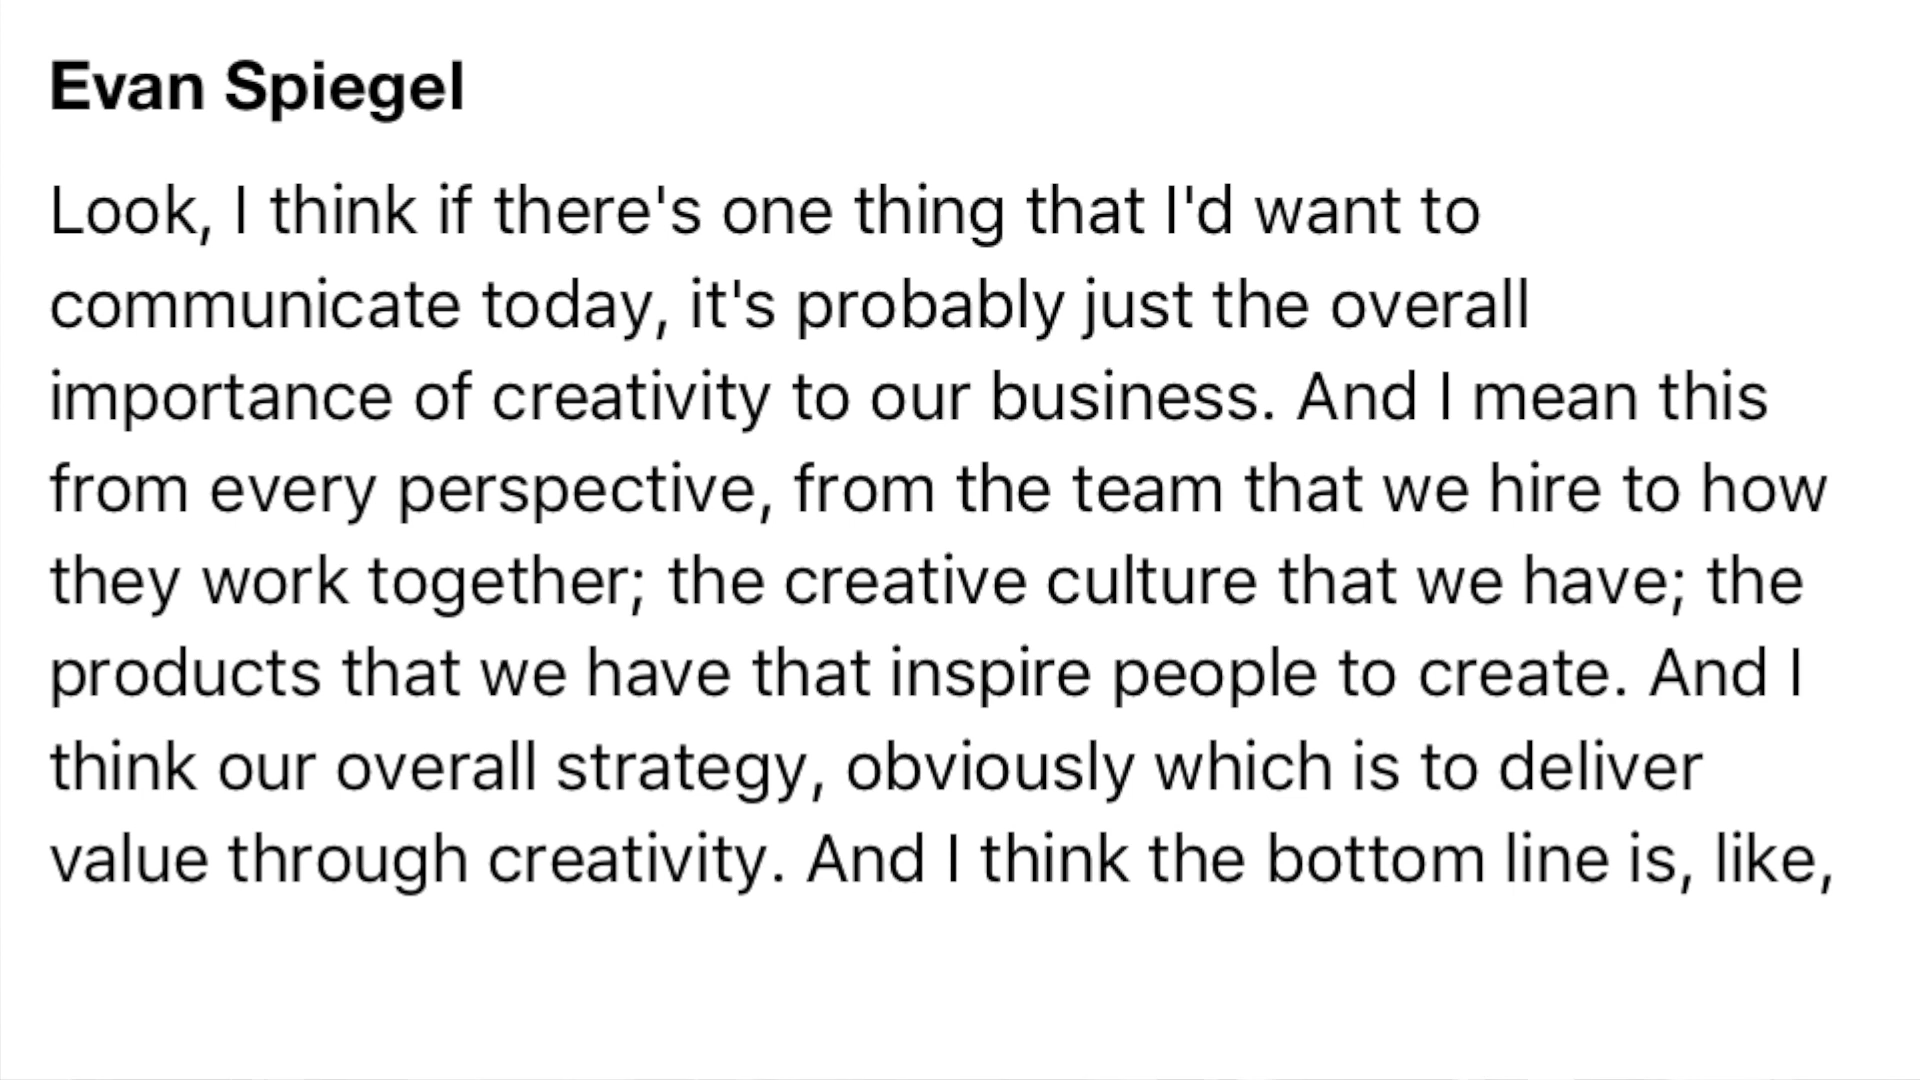 Evan Spiegel
Look, I think if there's one thing that I'd want to
communicate today, it's probably just the overall
importance of creativity to our business. And I mean this
from every perspective, from the team that we hire to how
they work together; the creative culture that we have; the
products that we have that inspire people to create. And I
think our overall strategy, obviously which is to deliver
value through creativity. And I think the bottom line is, like,